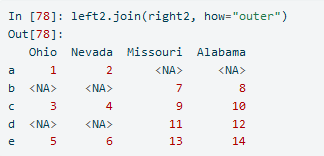 In [78]: left2.join(right2, how="outer")
Out[78]:
   Ohio  Nevada  Missouri  Alabama
a     1       2      <NA>     <NA>
b  <NA>    <NA>         7        8
c     3       4         9       10
d  <NA>    <NA>        11       12
e     5       6        13       14